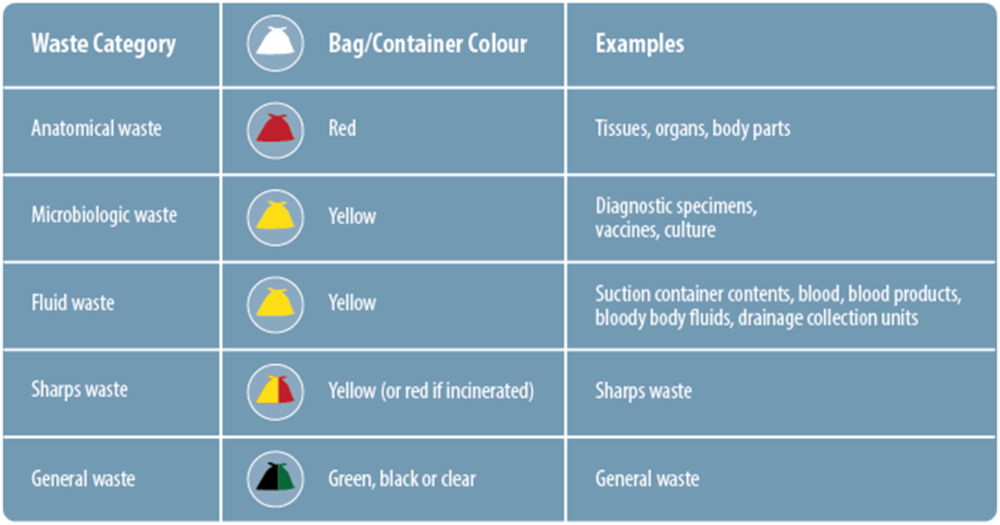 Waste Category
Bag/Container Colour
Examples
Anatomical waste
Red
Tissues, organs, body parts
Microbiologic waste
Yellow
Diagnostic specimens,
vaccines, culture
Fluid waste
Yellow
Suction container contents, blood, blood products,
bloody body fluids, drainage collection units
Sharps waste
Yellow (or red if incinerated)
Sharps waste
General waste
Green, black or clear
General waste